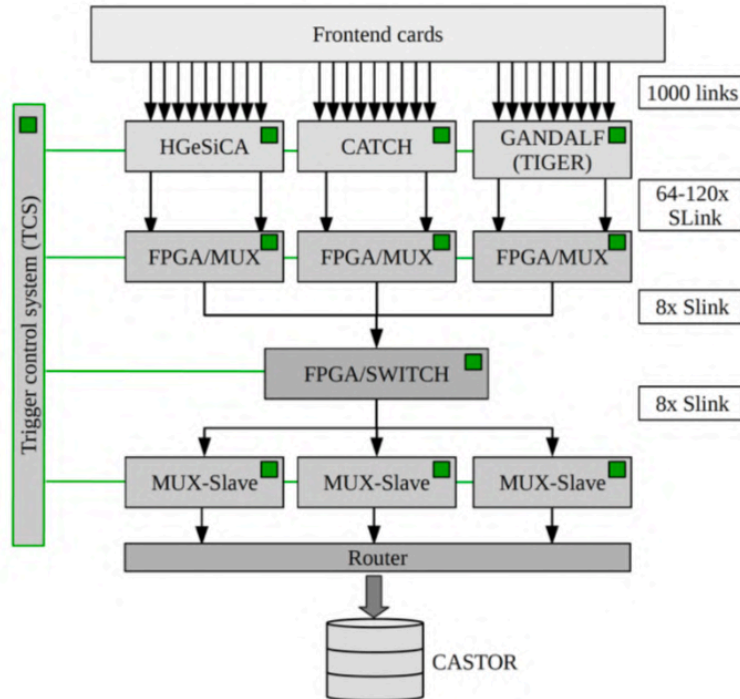 Frontend cards
1000 links
HGeSiCA
CATCH
GANDALF
(TIGER)
Trigger control system (TCS)
64-120x
SLink
FPGA/MUX
FPGA/MUX
FPGA/MUX
8x Slink
FPGA/SWITCH
8x Slink
MUX-Slave
MUX-Slave
MUX-Slave
Router
CASTOR